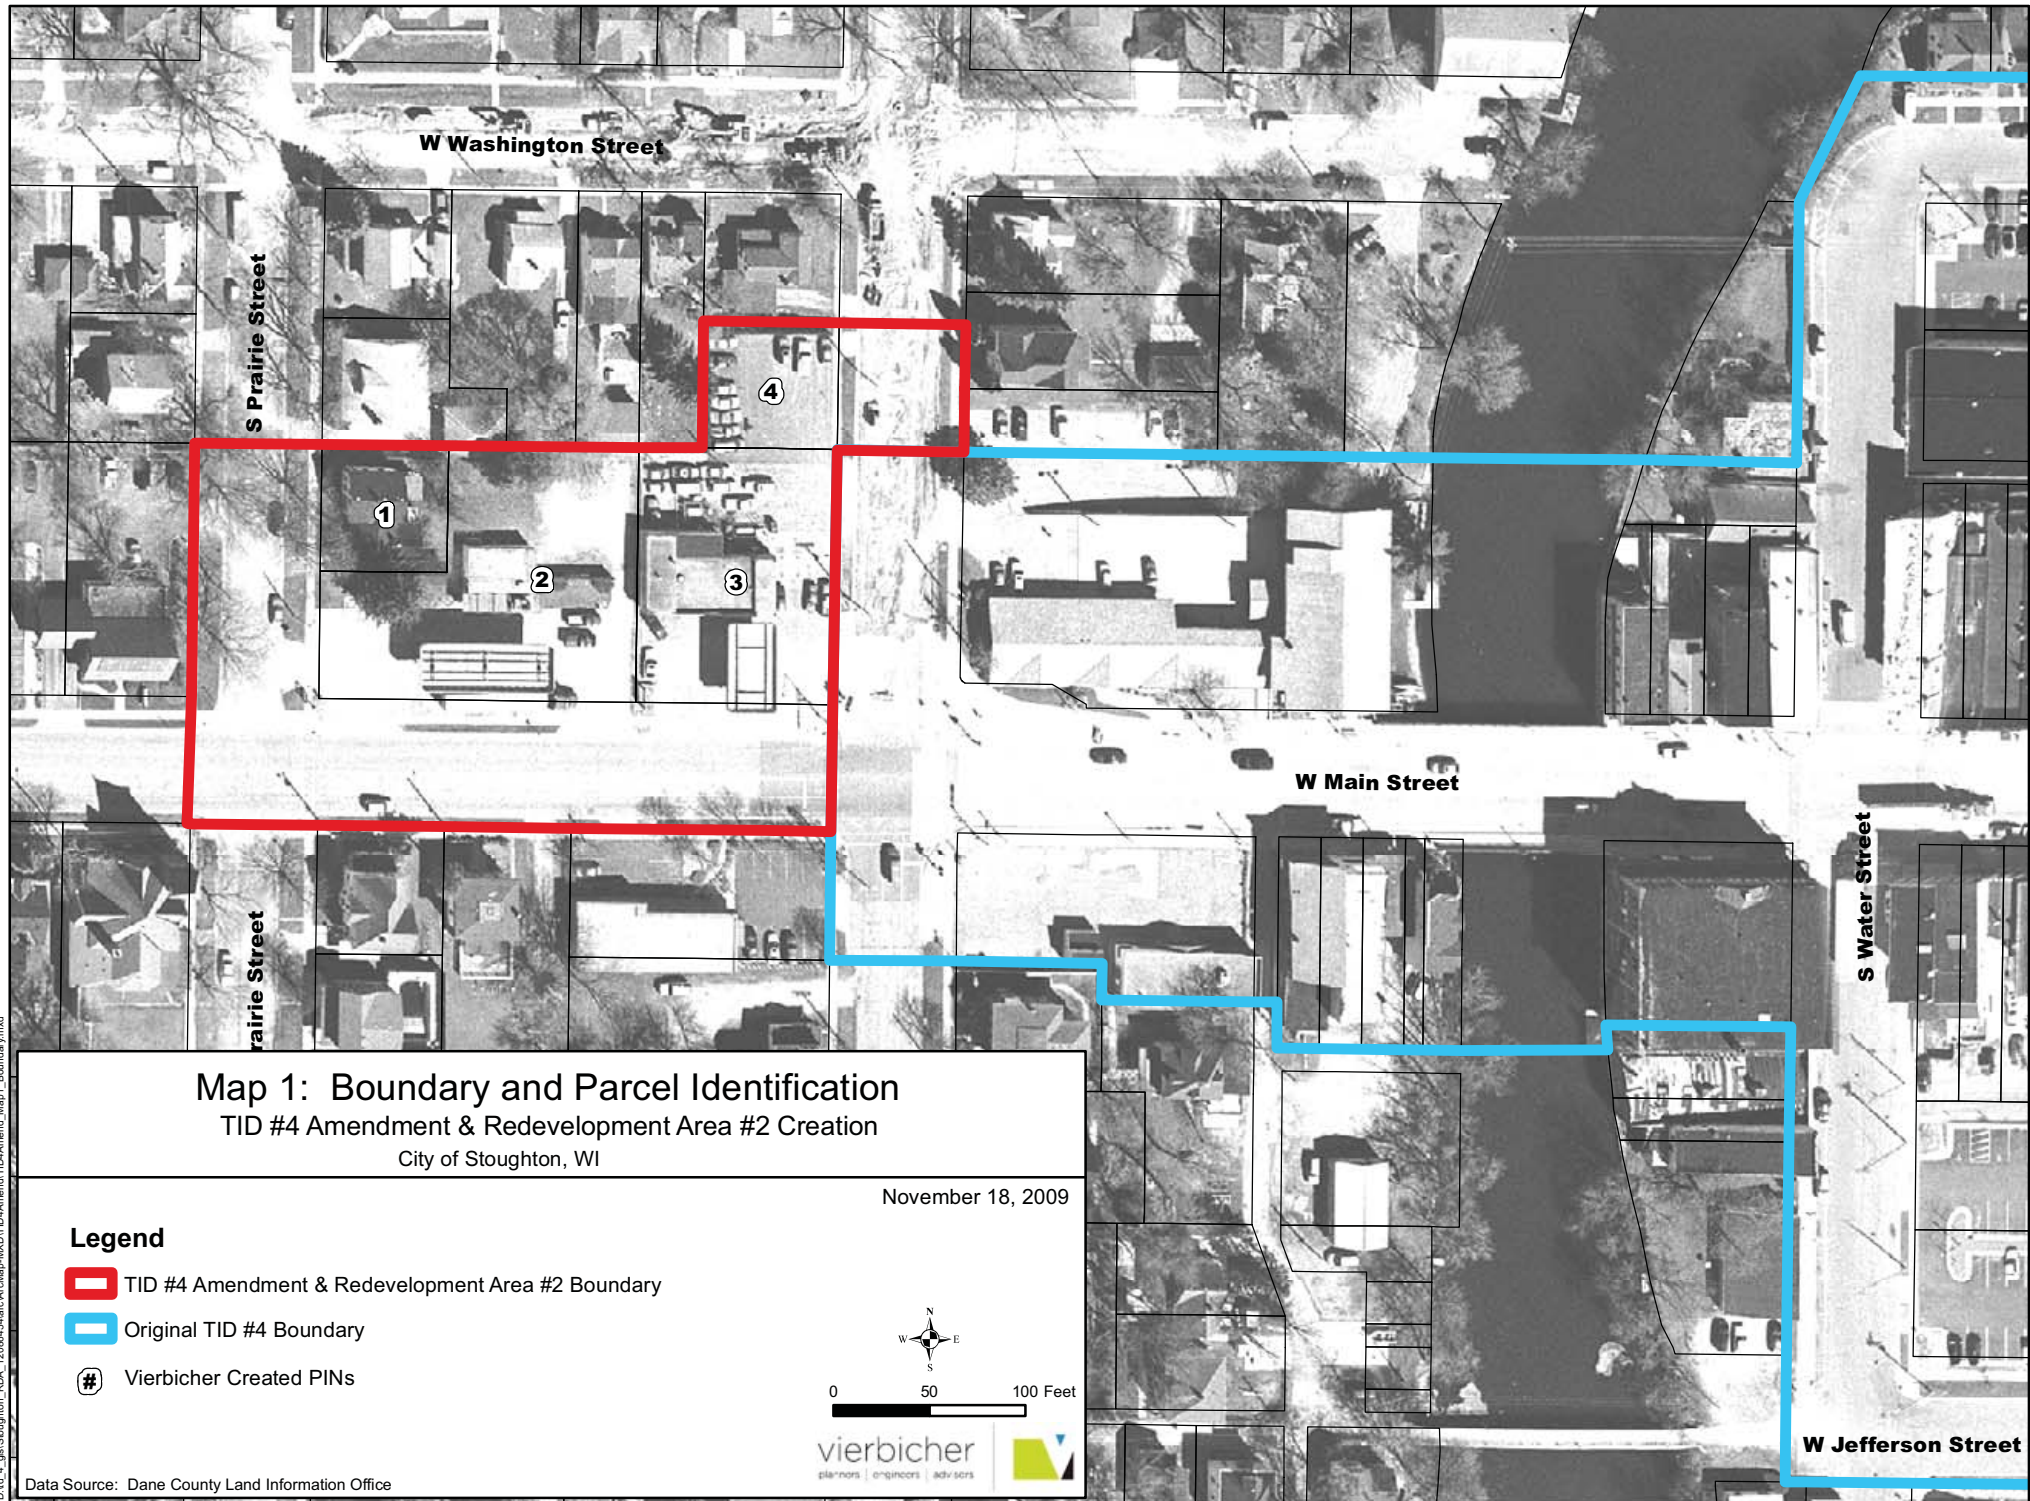 W Washington Street
S Prairie Street
4
1
2
3
W Main Street
S Water Street
rairie Street
Map 1: Boundary and Parcel Identification
TID #4 Amendment & Redevelopment Area #2 Creation
City of Stoughton, WI
November 18, 2009
Legend
TID #4 Amendment & Redevelopment Area #2 Boundary
Original TID #4 Boundary
# Vierbicher Created PINs
N
W E
S
0 50 100 Feet
vierbicher
planners | engineers | advisors
W Jefferson Street
Data Source: Dane County Land Information Office